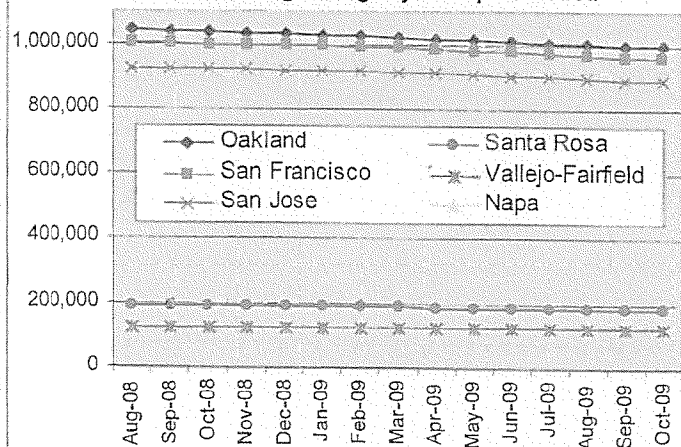 1,000,000
800,000
Oakland
Santa Rosa
600,000
San Francisco
Vallejo-Fairfield
San Jose
Napa
400,000
200,000
0
Aug-08
Sep-08
Oct-08
Nov-08
Dec-08
Jan-09
Feb-09
Mar-09
Apr-09
May-09
Jun-09
Jul-09
Aug-09
Sep-09
Oct-09